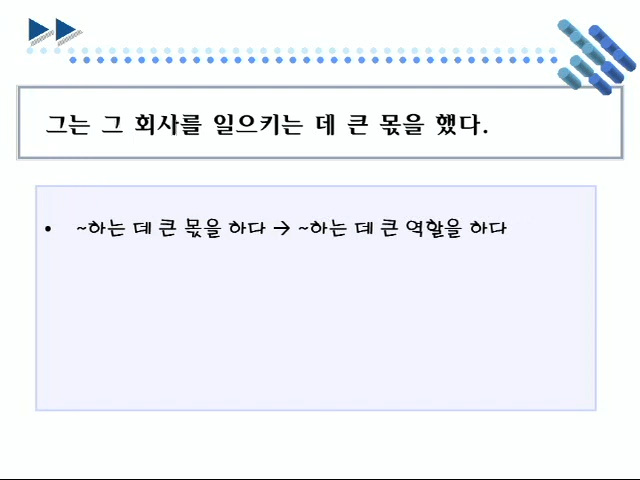 그는 그 회사를 일으키는 데 큰 몫을 했다.
• ~하는 데 큰 몫을 하다 → ~하는 데 큰 역할을 하다